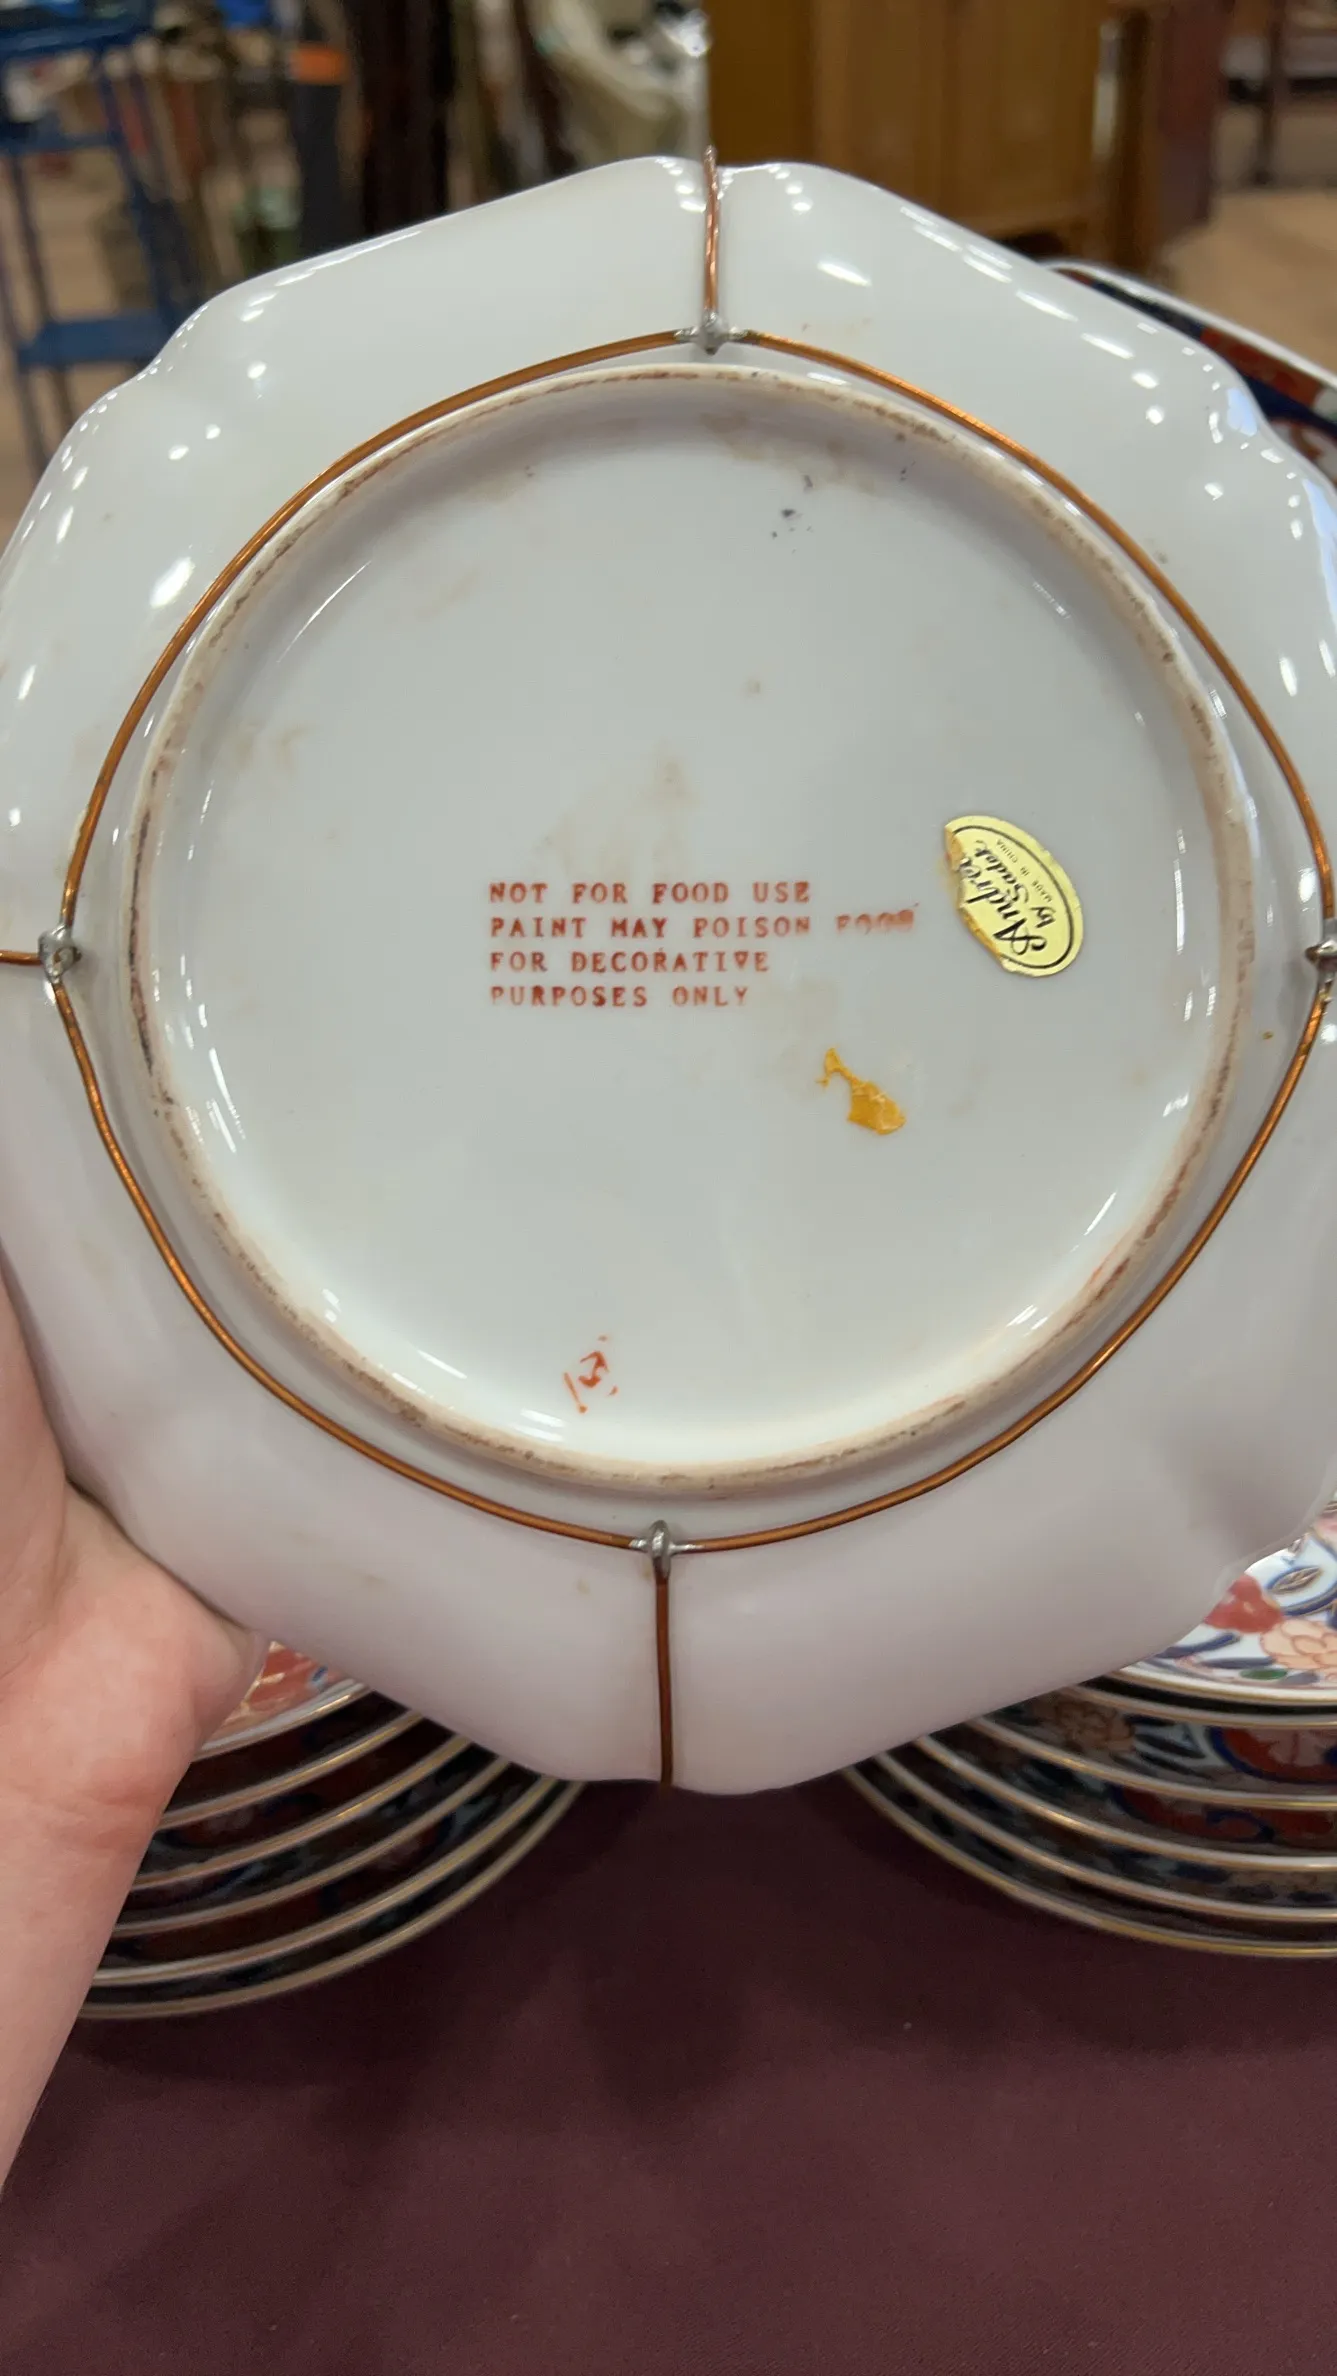 NOT FOR FOOD USE
PAINT MAY POISON FOOD
FOR DECORATIVE
PURPOSES ONLY
Andrea
by Sadek
MADE IN CHINA